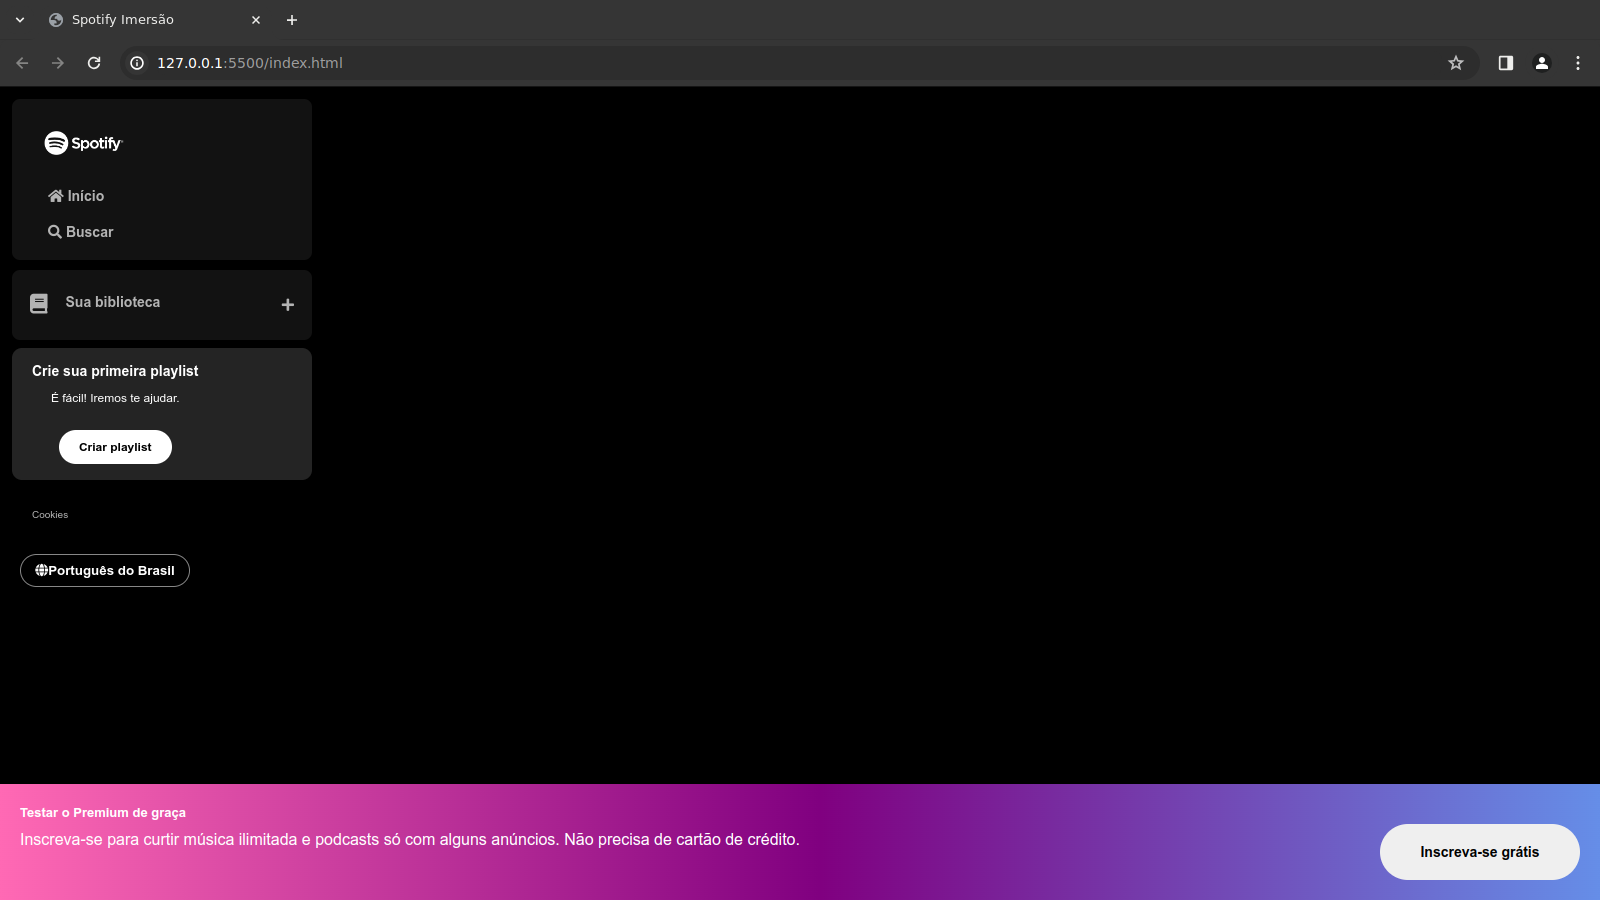 Spotify Imersão
127.0.0.1:5500/index.html
Spotify
Início
Buscar
Sua biblioteca
Crie sua primeira playlist
É fácil! Iremos te ajudar.
Criar playlist
Cookies
Português do Brasil
Testar o Premium de graça
Inscreva-se para curtir música ilimitada e podcasts só com alguns anúncios. Não precisa de cartão de crédito.
Inscreva-se grátis